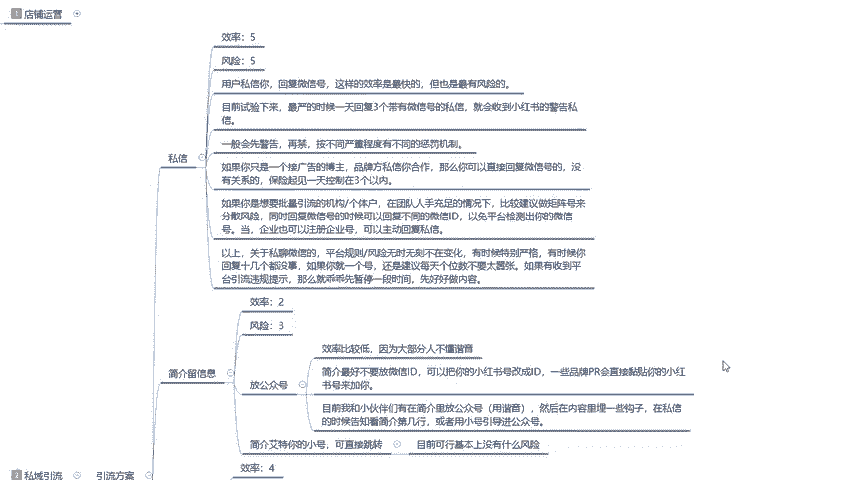 1 店铺运营
效率：5
风险：5
用户私信你，回复微信号，这样的效率是最快的，但也是最有风险的。
目前试验下来，最严的时候一天回复3个带有微信号的私信，就会收到小红书的警告私
信。
一般会先警告，再禁，按不同严重程度有不同的惩罚机制。
私信
如果你只是一个接广告的博主，品牌方私信你合作，那么你可以直接回复微信号的，没
有关系的，保险起见一天控制在3个以内。
如果你是想要批量引流的机构/个体户，在团队人手充足的情况下，比较建议做矩阵号来
分散风险，同时回复微信号的时候可以回复不同的微信ID，以免平台检测出你的微信
号。当，企业也可以注册企业号，可以主动回复私信。
以上，关于私聊微信的，平台规则/风险无时无刻不在变化，有时候特别严格，有时候你
回复十几个都没事，如果你就一个号，还是建议每天个位数不要太嚣张。如果有收到平
台引流违规提示，那么就乖乖先暂停一段时间，先好好做内容。
效率：2
风险：3
效率比较低，因为大部分人不懂谐音
简介留信息
放公众号
简介最好不要放微信ID，可以把你的小红书号改成ID，一些品牌PR会直接黏贴你的小红
书号来加你。
目前我和小伙伴们有在简介里放公众号（用谐音），然后在内容里埋一些钩子，在私信
的时候告知看简介第几行，或者用小号引导进公众号。
简介艾特你的小号，可直接跳转
目前可行基本上没有什么风险
效率：4
2 私域引流
引流方案